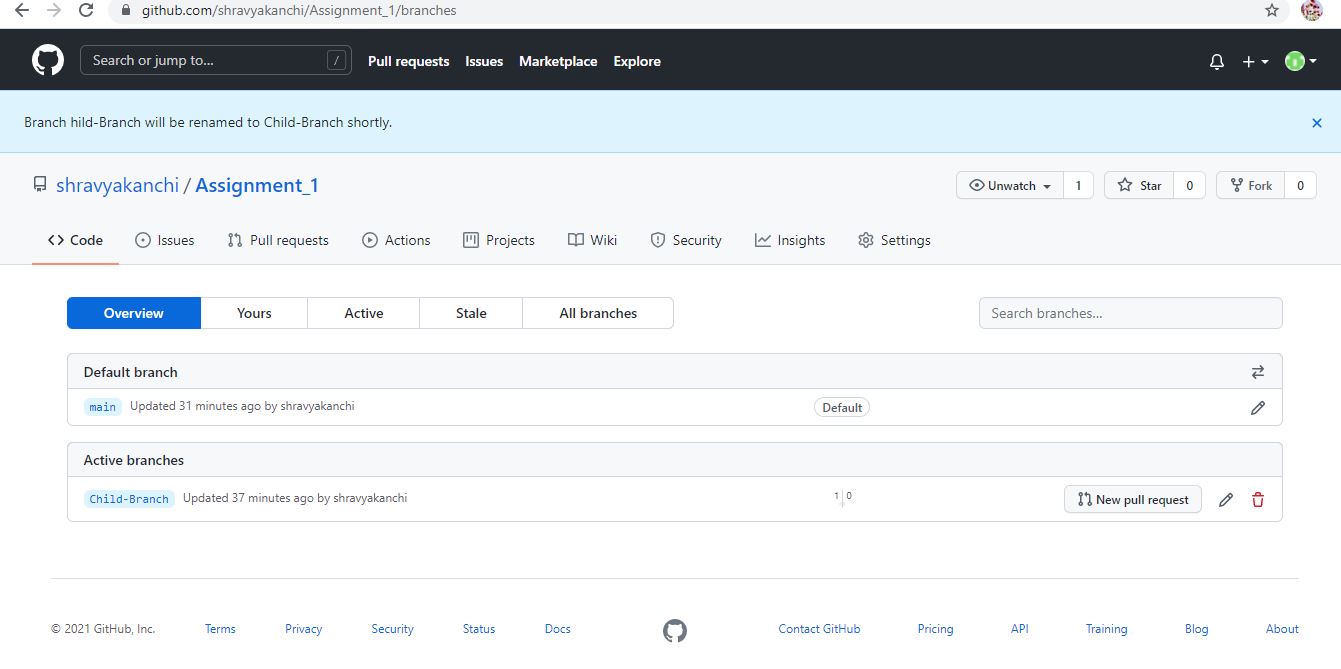 github.com/shravyakanchi/Assignment_1/branches
Search or jump to... / Pull requests Issues Marketplace Explore
Branch hild-Branch will be renamed to Child-Branch shortly.
shravyakanchi / Assignment_1 Unwatch 1 Star 0 Fork 0
Code Issues Pull requests Actions Projects Wiki Security Insights Settings
Overview Yours Active Stale All branches Search branches...
Default branch
main Updated 31 minutes ago by shravyakanchi Default
Active branches
Child-Branch Updated 37 minutes ago by shravyakanchi 1 0 New pull request
© 2021 GitHub, Inc. Terms Privacy Security Status Docs Contact GitHub Pricing API Training Blog About